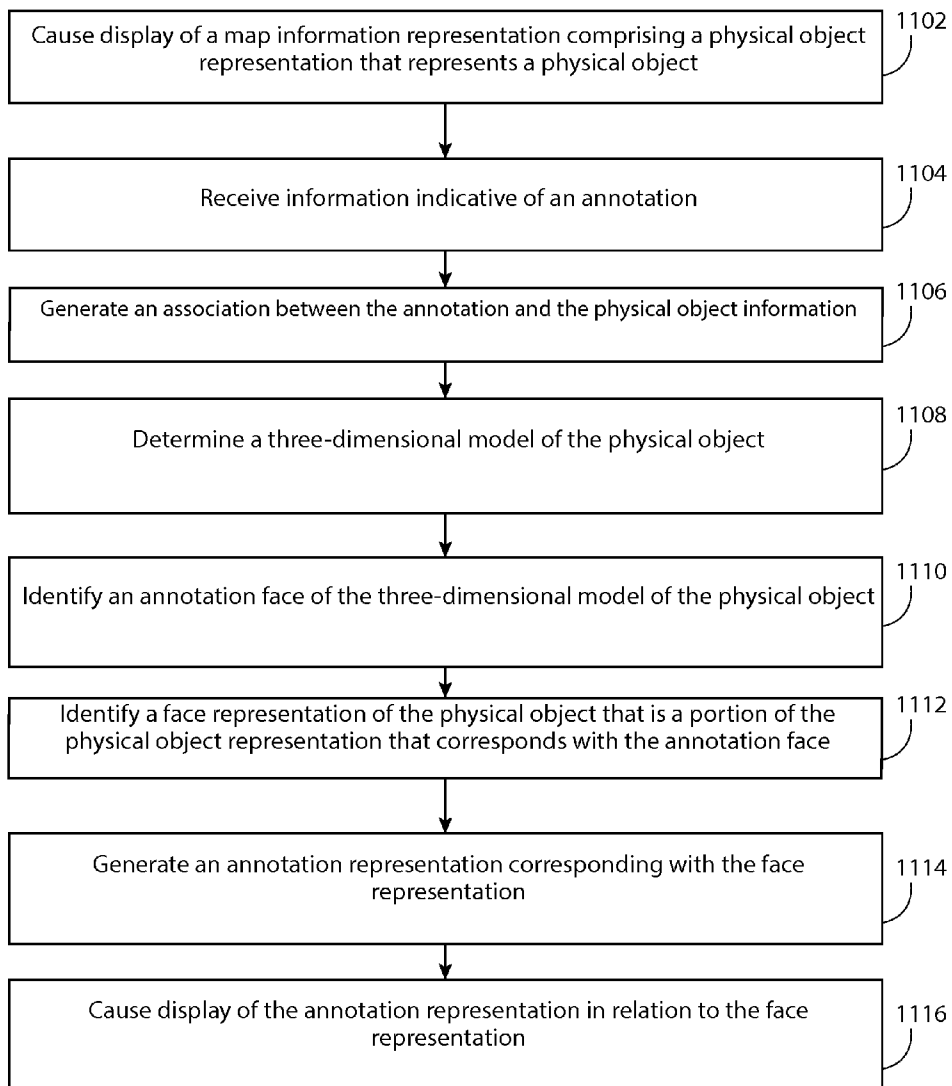 1102
Cause display of a map information representation comprising a physical object
representation that represents a physical object
1104
Receive information indicative of an annotation
1106
Generate an association between the annotation and the physical object information
1108
Determine a three-dimensional model of the physical object
1110
Identify an annotation face of the three-dimensional model of the physical object
1112
Identify a face representation of the physical object that is a portion of the
physical object representation that corresponds with the annotation face
1114
Generate an annotation representation corresponding with the face
representation
1116
Cause display of the annotation representation in relation to the face
representation